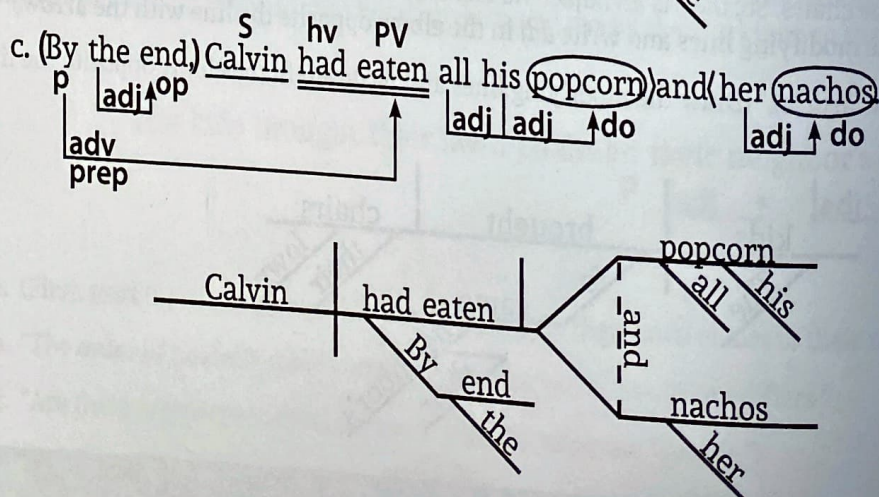 S hv PV
c. (By the end,) Calvin had eaten all his (popcorn)⟩and⟨her (nachos.
p adj op adj adj do adj do
adv
prep
Calvin had eaten popcorn
all his
and
By end
the
nachos
her